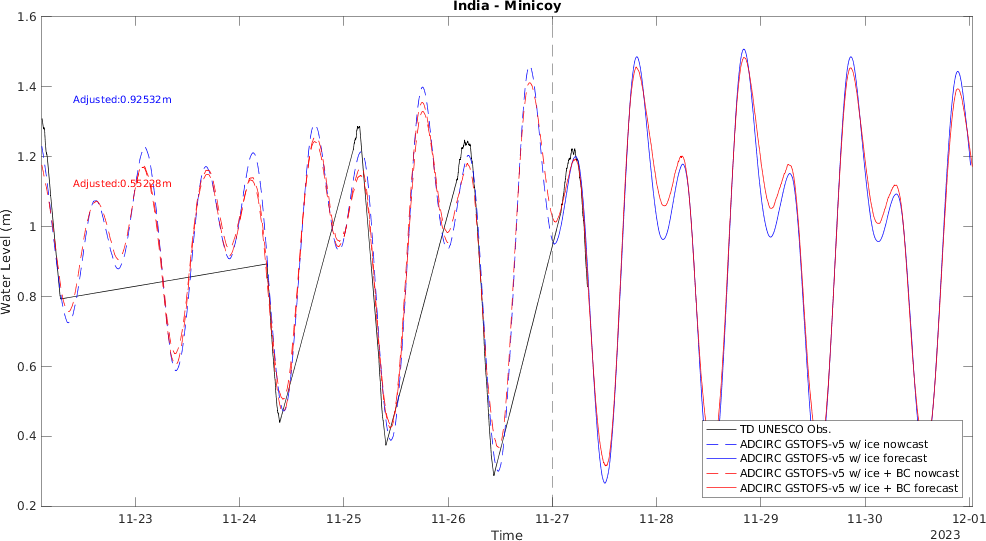 India - Minicoy
1.6
1.4
1.2
1
0.8
0.6
0.4
0.2
Water Level (m)
Adjusted:0.92532m
Adjusted:0.55228m
TD UNESCO Obs.
ADCIRC GSTOFS-v5 w/ ice nowcast
ADCIRC GSTOFS-v5 w/ ice forecast
ADCIRC GSTOFS-v5 w/ ice + BC nowcast
ADCIRC GSTOFS-v5 w/ ice + BC forecast
11-23 11-24 11-25 11-26 11-27 11-28 11-29 11-30 12-01
Time
2023